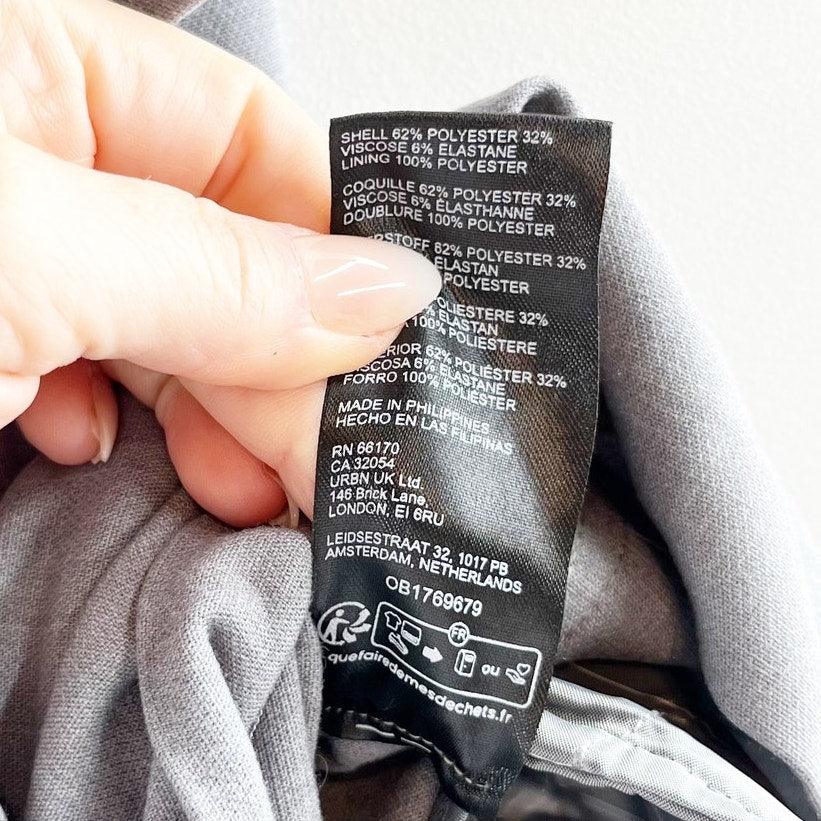 SHELL 62% POLYESTER 32%
VISCOSE 6% ELASTANE
LINING 100% POLYESTER
COQUILLE 62% POLYESTER 32%
VISCOSE 6% ÉLASTHANNE
DOUBLURE 100% POLYESTER
62% POLYESTER 32%
ELASTAN
POLYESTER
POLIESTERE 32%
ELASTAN
100% POLIESTERE
62% POLIÉSTER 32%
VISCOSA 6% ELASTANE
FORRO 100% POLIÉSTER
MADE IN PHILIPPINES
HECHO EN LAS FILIPINAS
RN 66170
CA 32054
URBN UK Ltd.
146 Brick Lane
LONDON, EI 6RU
LEIDSESTRAAT 32, 1017 PB
AMSTERDAM, NETHERLANDS
OB1769679
FR
ou
quefairedemesdechets.fr